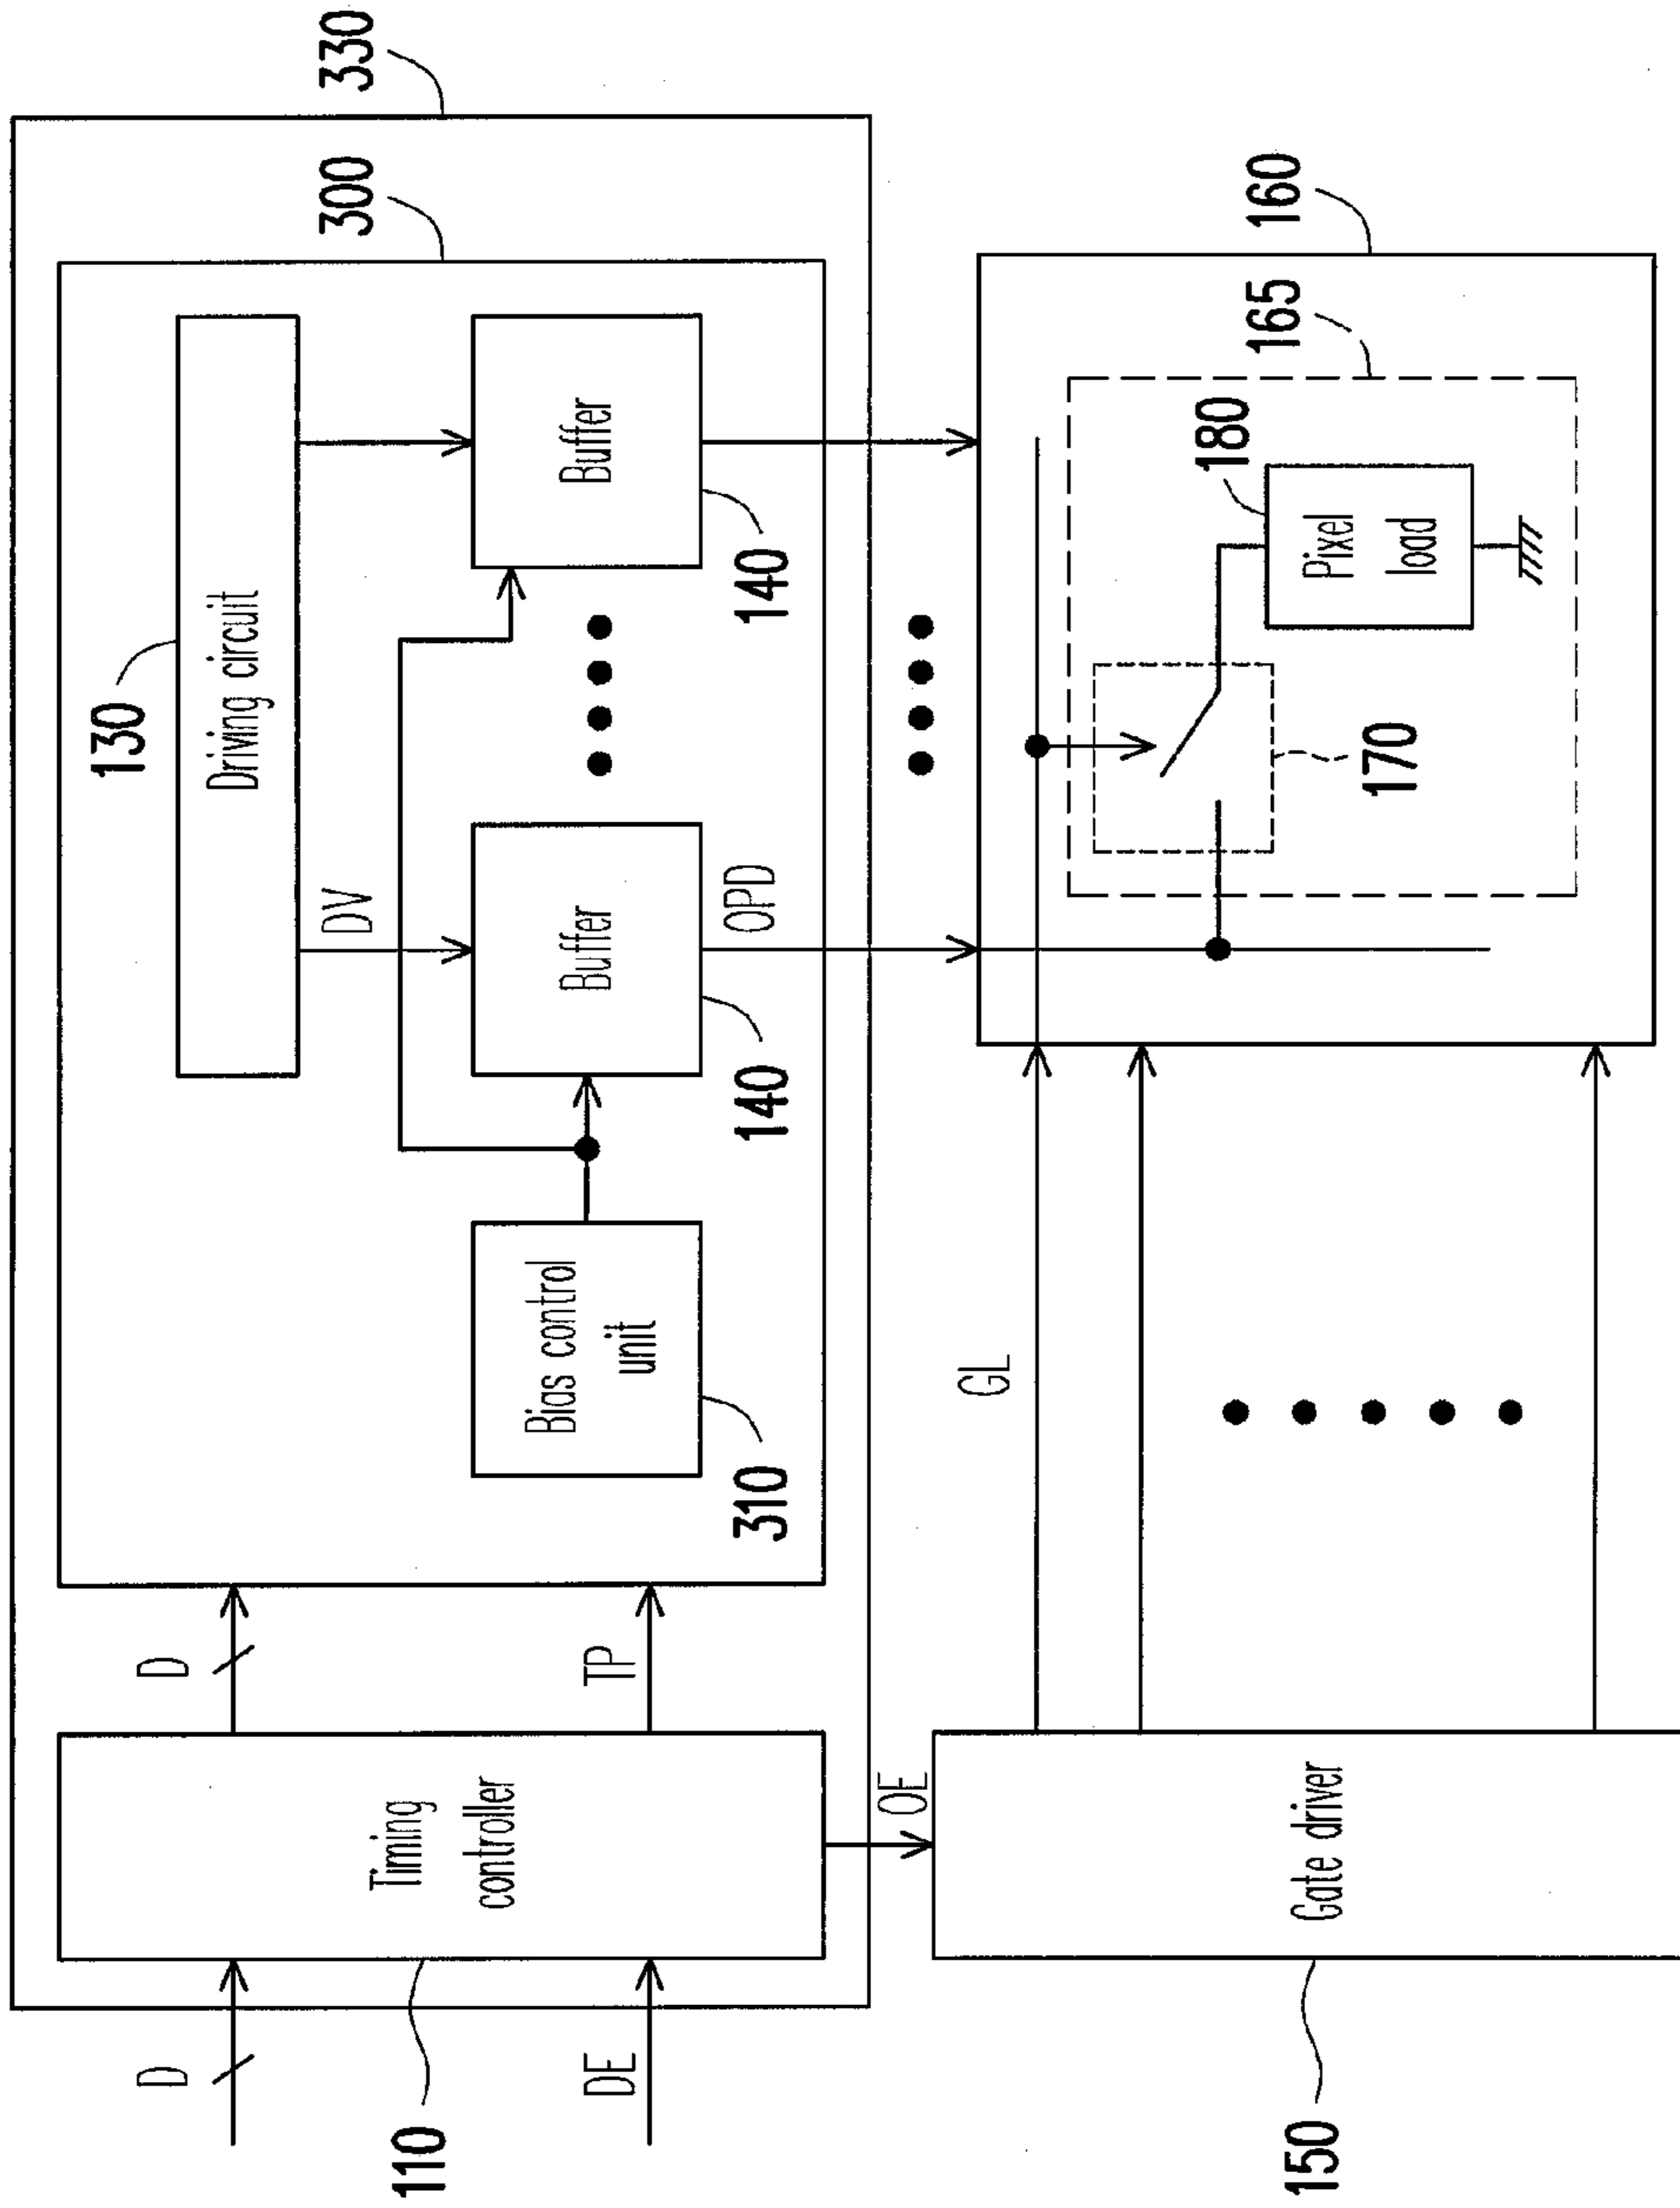 330
300
130
Driving circuit
D
DV
D
Timing
controller
Bias control
unit
Buffer
Buffer
DE
TP
110
310
140
OPD
140
OE
GL
160
165
180
Pixel
load
170
Gate driver
150